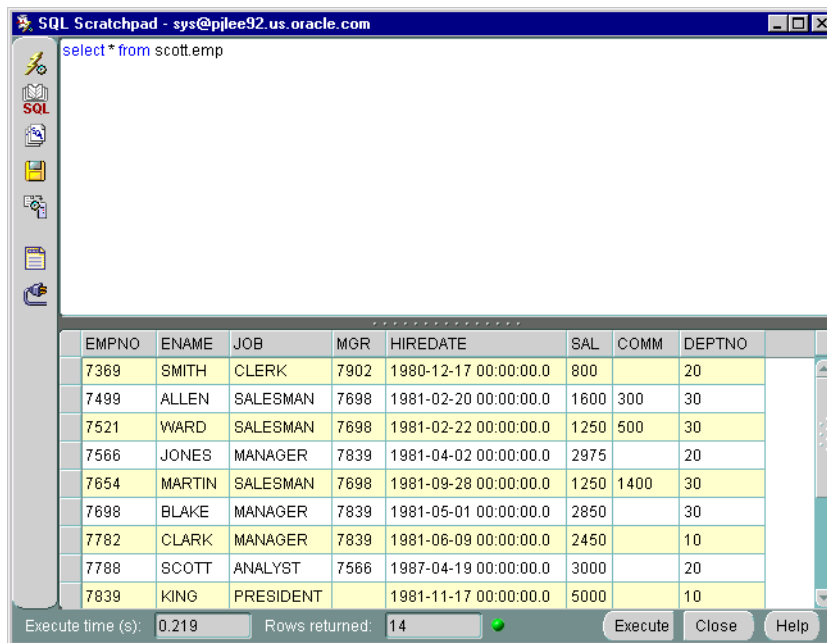 SQL Scratchpad - sys@pjlee92.us.oracle.com
select * from scott.emp
SQL
EMPNO ENAME JOB MGR HIREDATE SAL COMM DEPTNO
7369 SMITH CLERK 7902 1980-12-17 00:00:00.0 800 20
7499 ALLEN SALESMAN 7698 1981-02-20 00:00:00.0 1600 300 30
7521 WARD SALESMAN 7698 1981-02-22 00:00:00.0 1250 500 30
7566 JONES MANAGER 7839 1981-04-02 00:00:00.0 2975 20
7654 MARTIN SALESMAN 7698 1981-09-28 00:00:00.0 1250 1400 30
7698 BLAKE MANAGER 7839 1981-05-01 00:00:00.0 2850 30
7782 CLARK MANAGER 7839 1981-06-09 00:00:00.0 2450 10
7788 SCOTT ANALYST 7566 1987-04-19 00:00:00.0 3000 20
7839 KING PRESIDENT 1981-11-17 00:00:00.0 5000 10
Execute time (s): 0.219 Rows returned: 14 Execute Close Help